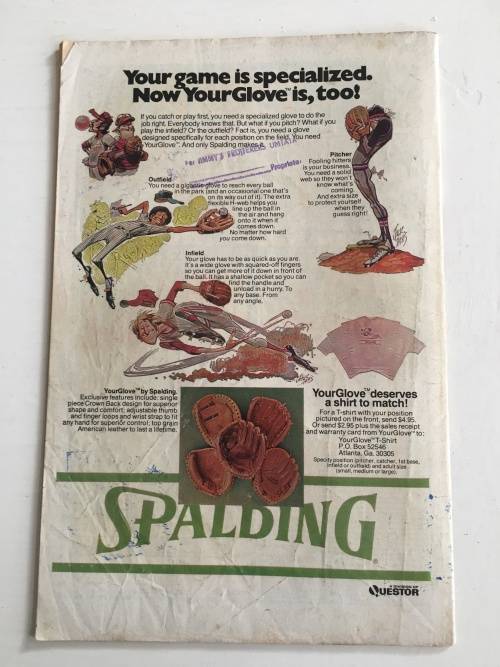 Your game is specialized.
Now YourGlove™ is, too!
If you catch or play first, you need a specialized glove to do the
job right. Everybody knows that. But what if you pitch? What if you
play the infield? Or the outfield? Fact is, you need a glove
designed specifically for each position on the field. You need
YourGlove™. And only Spalding makes it.
For AMMY'S
UMTATA
Proprietor
Pitcher
Fooling hitters
is your business.
You need a solid
web so they won't
know what's
coming.
And extra size
to protect yourself
when they
guess right!
Outfield
You need a gigantic glove to reach every ball
in the park (and an occasional one that's
on its way out of it). The extra
flexible H-web helps you
line up the ball in
the air and hang
onto it when it
comes down.
No matter how hard
you come down.
Infield
Your glove has to be as quick as you are.
It's a wide glove with squared-off fingers
so you can get more of it down in front of
the ball. It has a shallow pocket so you can
find the handle and
unload in a hurry. To
any base. From
any angle.
YourGlove™ by Spalding.
Exclusive features include: single
piece Crown Back design for superior
shape and comfort; adjustable thumb
and finger loops and wrist strap to fit
any hand for superior control; top grain
American leather to last a lifetime.
YourGlove™ deserves
a shirt to match!
For a T-shirt with your position
pictured on the front, send $4.95.
Or send $2.95 plus the sales receipt
and warranty card from YourGlove™ to:
YourGlove™ T-Shirt
P.O. Box 52546
Atlanta, Ga. 30305
Specify position (pitcher, catcher, 1st base,
infield or outfield) and adult size
(small, medium or large).
SPALDING
A DIVISION OF
QUESTOR